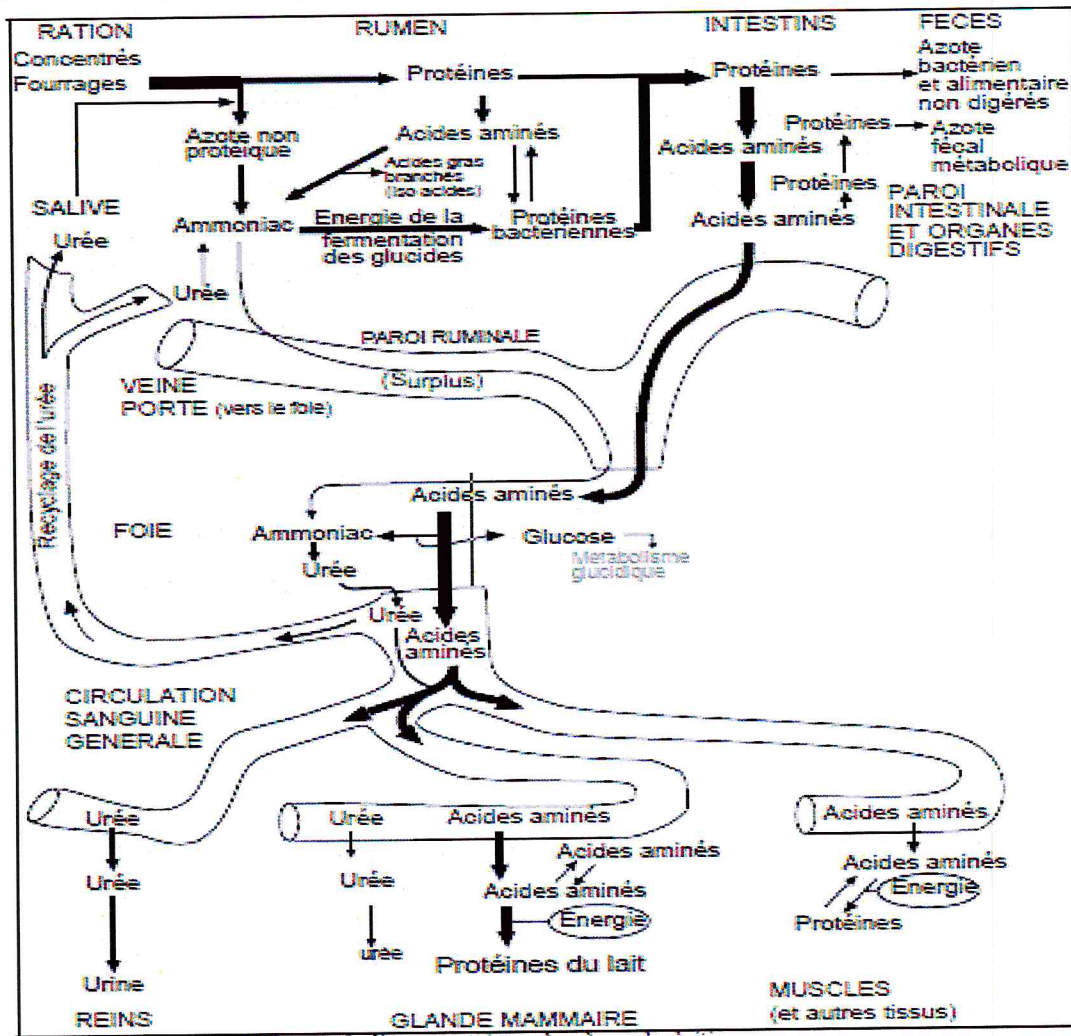 RATION
RUMEN
INTESTINS
FECES
Concentrés
Fourrages
Protéines
Protéines
Azote
bactérien
et alimentaire
non digérés
Azote non
protéique
Acides aminés
Acides aminés
Protéines
Azote
fécal
métabolique
Acides gras
branchés
(Iso acides)
Protéines
SALIVE
Urée
Ammoniac
Energie de la
fermentation
des glucides
Protéines
bactériennes
Acides aminés
PAROI
INTESTINALE
ET ORGANES
DIGESTIFS
Urée
PAROI RUMINALE
(Surplus)
VEINE
PORTE (vers le foie)
Recyclage de l'urée
Acides aminés
FOIE
Ammoniac
Glucose
Métabolisme
glucidique
Urée
Urée
Acides
aminés
CIRCULATION
SANGUINE
GENERALE
Urée
Urée
Acides aminés
Acides aminés
Urée
Urée
Acides aminés
Acides aminés
Acides aminés
Energie
Energie
Protéines
urée
Protéines du lait
Urine
REINS
GLANDE MAMMAIRE
MUSCLES
(et autres tissus)